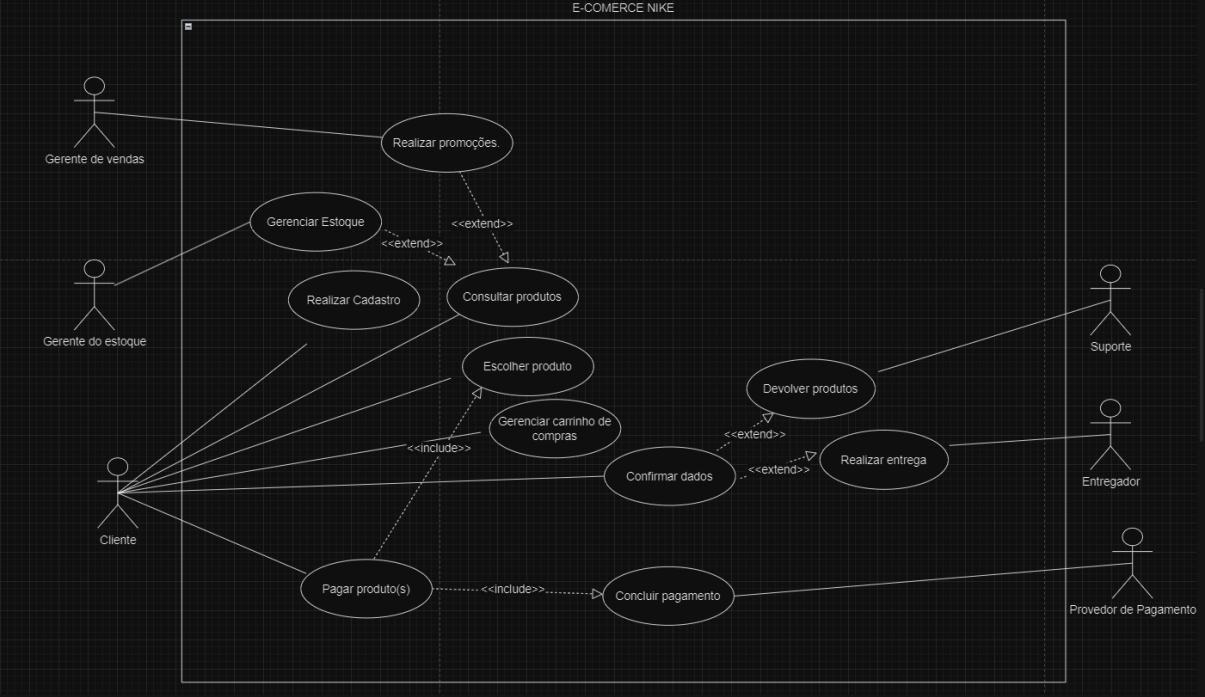 E-COMERCE NIKE
Realizar promoções.
Gerente de vendas
Gerenciar Estoque
<<extend>>
<<extend>>
Realizar Cadastro
Consultar produtos
Gerente do estoque
Suporte
Escolher produto
Devolver produtos
Gerenciar carrinho de
compras
<<extend>>
<<include>>
Realizar entrega
<<extend>>
Confirmar dados
Entregador
Cliente
Pagar produto(s)
<<include>>
Concluir pagamento
Provedor de Pagamento